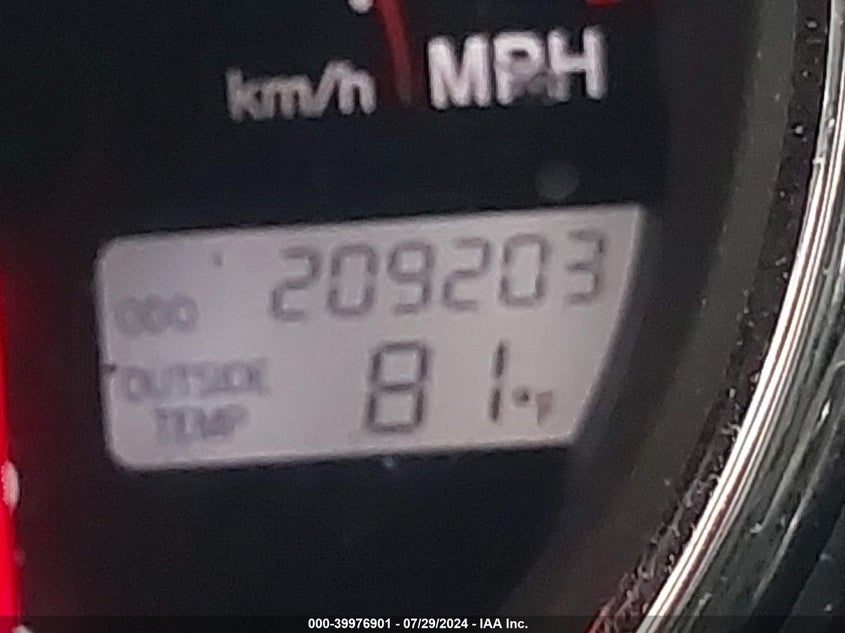 km/h MPH
ODO 209203
OUTSIDE TEMP 81°F
000-39976901 - 07/29/2024 - IAA Inc.